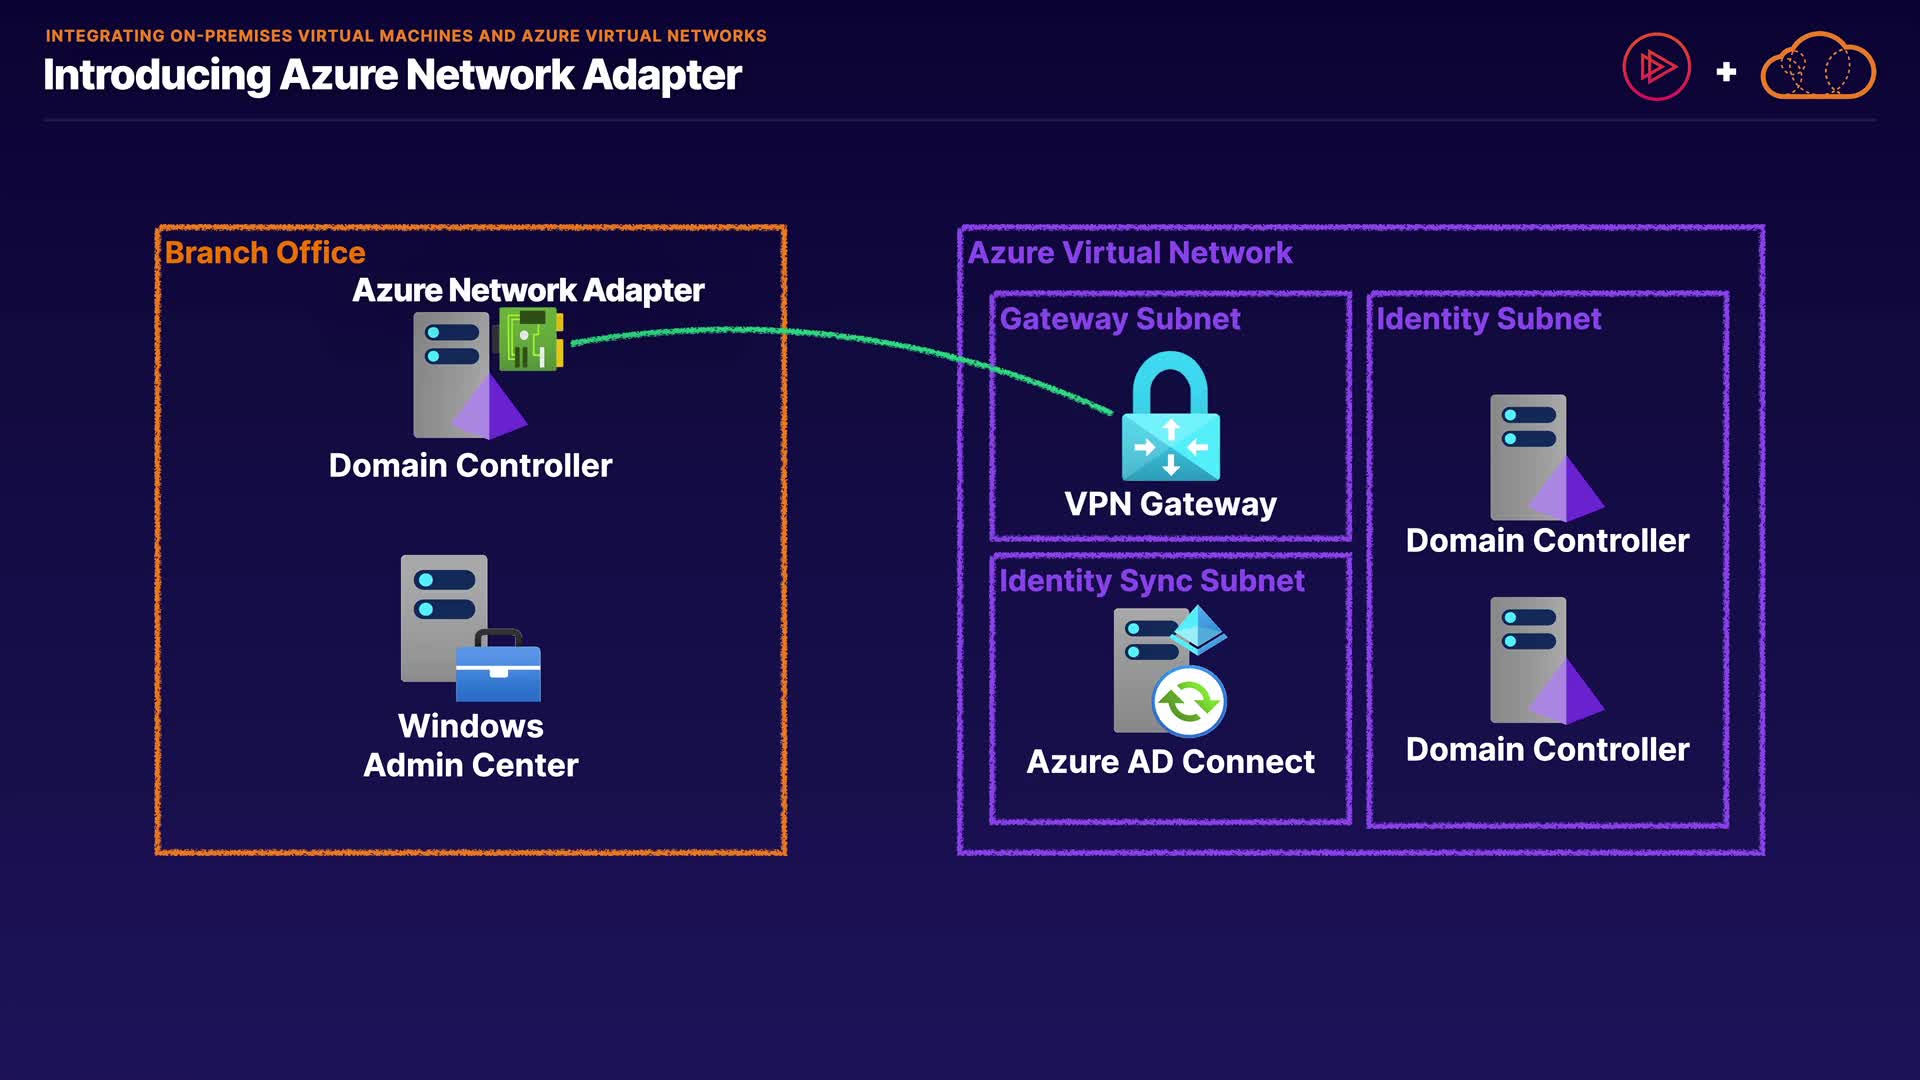 INTEGRATING ON-PREMISES VIRTUAL MACHINES AND AZURE VIRTUAL NETWORKS
Introducing Azure Network Adapter
Branch Office
Azure Network Adapter
Domain Controller
Windows
Admin Center
Azure Virtual Network
Gateway Subnet
VPN Gateway
Identity Sync Subnet
Azure AD Connect
Identity Subnet
Domain Controller
Domain Controller